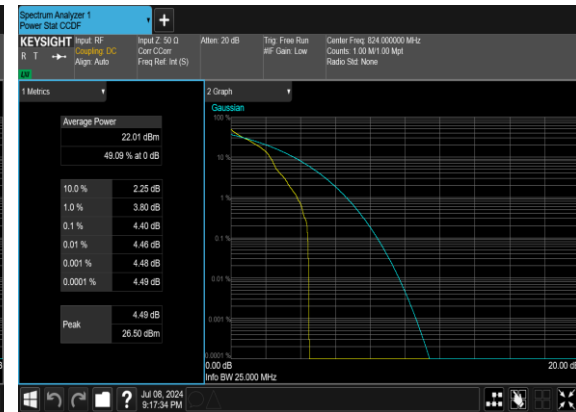 Spectrum Analyzer 1
Power Stat CCDF
KEYSIGHT
R T
LW
Input: RF
Coupling: DC
Align: Auto
Input Z: 50 Ω
Corr CCorr
Freq Ref: Int (S)
Atten: 20 dB
Trig: Free Run
#IF Gain: Low
Center Freq: 824.000000 MHz
Counts: 1.00 M/1.00 Mpt
Radio Std: None
1 Metrics
Average Power
22.01 dBm
49.09 % at 0 dB
10.0 % 2.25 dB
1.0 % 3.80 dB
0.1 % 4.40 dB
0.01 % 4.46 dB
0.001 % 4.48 dB
0.0001 % 4.49 dB
Peak
4.49 dB
26.50 dBm
2 Graph
Gaussian
100 %
10 %
1 %
0.1 %
0.01 %
0.001 %
0.0001 %
0.00 dB
20.00 dB
Info BW 25.000 MHz
?
Jul 08, 2024
9:17:34 PM